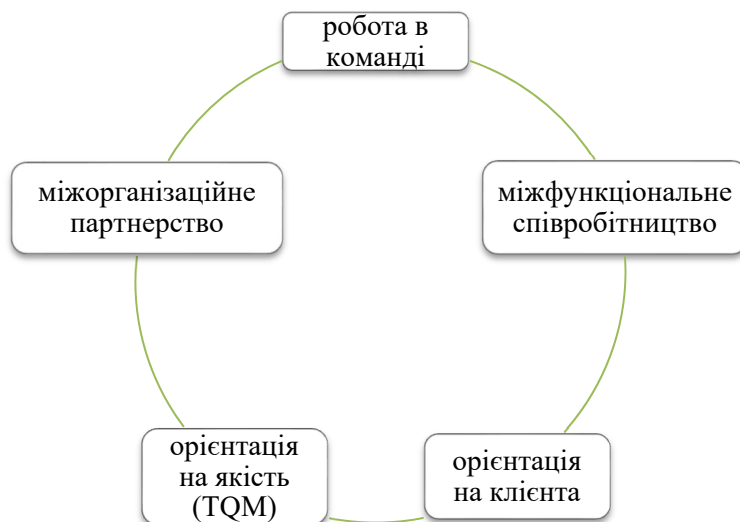 робота в
команді
міжорганізаційне
партнерство
міжфункціональне
співробітництво
орієнтація
на якість
(TQM)
орієнтація
на клієнта